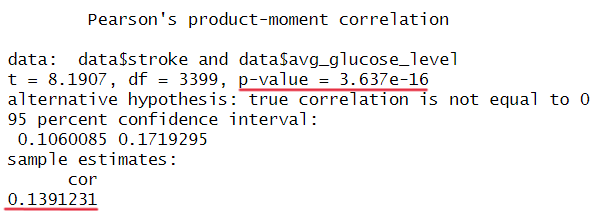 Pearson's product-moment correlation
data:  data$stroke and data$avg_glucose_level
t = 8.1907, df = 3399, p-value = 3.637e-16
alternative hypothesis: true correlation is not equal to 0
95 percent confidence interval:
 0.1060085 0.1719295
sample estimates:
      cor
0.1391231